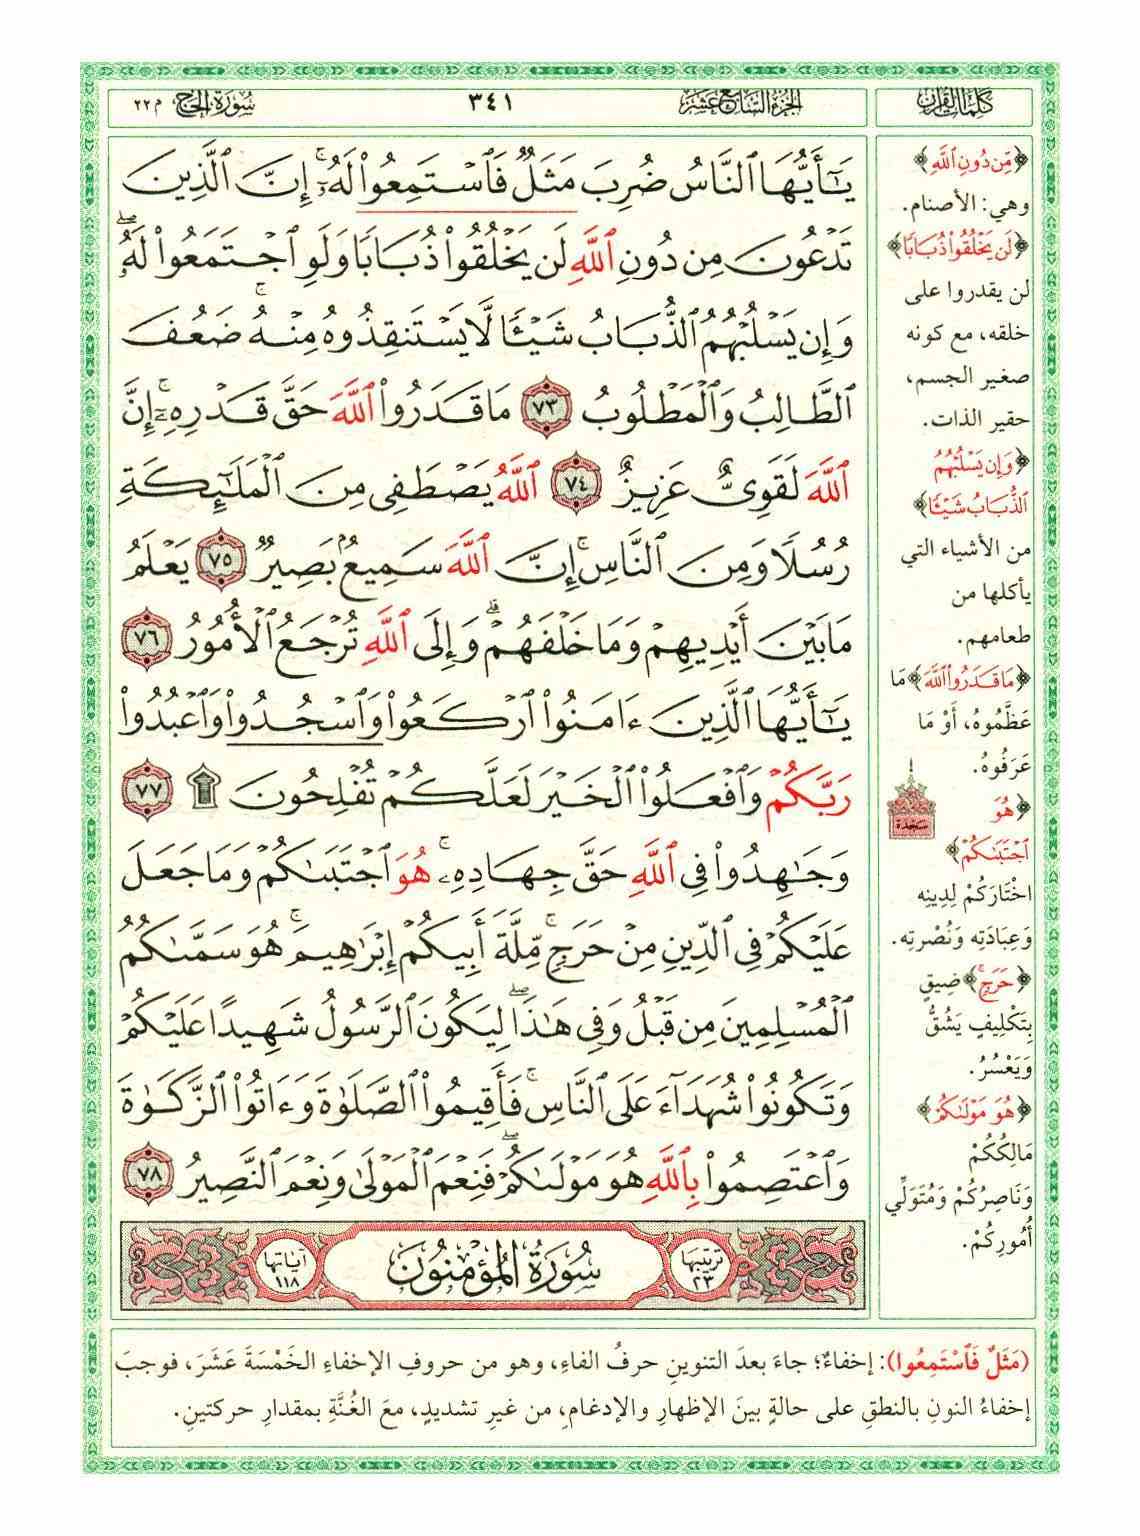 كلمات القرآن
الجزء السابع عشر
٣٤١
سورة الحج ٢٢م
يَٰٓأَيُّهَا ٱلنَّاسُ ضُرِبَ مَثَلٌ فَٱسْتَمِعُوا۟ لَهُۥٓ ۚ إِنَّ ٱلَّذِينَ
تَدْعُونَ مِن دُونِ ٱللَّهِ لَن يَخْلُقُوا۟ ذُبَابًا وَلَوِ ٱجْتَمَعُوا۟ لَهُۥ ۖ
وَإِن يَسْلُبْهُمُ ٱلذُّبَابُ شَيْـًٔا لَّا يَسْتَنقِذُوهُ مِنْهُ ۚ ضَعُفَ
ٱلطَّالِبُ وَٱلْمَطْلُوبُ ٧٣ مَا قَدَرُوا۟ ٱللَّهَ حَقَّ قَدْرِهِۦٓ ۚ إِنَّ
ٱللَّهَ لَقَوِىٌّ عَزِيزٌ ٧٤ ٱللَّهُ يَصْطَفِى مِنَ ٱلْمَلَٰٓئِكَةِ
رُسُلًا وَمِنَ ٱلنَّاسِ ۚ إِنَّ ٱللَّهَ سَمِيعٌۢ بَصِيرٌ ٧٥ يَعْلَمُ
مَا بَيْنَ أَيْدِيهِمْ وَمَا خَلْفَهُمْ ۗ وَإِلَى ٱللَّهِ تُرْجَعُ ٱلْأُمُورُ ٧٦
يَٰٓأَيُّهَا ٱلَّذِينَ ءَامَنُوا۟ ٱرْكَعُوا۟ وَٱسْجُدُوا۟ وَٱعْبُدُوا۟
رَبَّكُمْ وَٱفْعَلُوا۟ ٱلْخَيْرَ لَعَلَّكُمْ تُفْلِحُونَ ۩ ٧٧
وَجَٰهِدُوا۟ فِى ٱللَّهِ حَقَّ جِهَادِهِۦ ۚ هُوَ ٱجْتَبَىٰكُمْ وَمَا جَعَلَ
عَلَيْكُمْ فِى ٱلدِّينِ مِنْ حَرَجٍ ۚ مِّلَّةَ أَبِيكُمْ إِبْرَٰهِيمَ ۚ هُوَ سَمَّىٰكُمُ
ٱلْمُسْلِمِينَ مِن قَبْلُ وَفِى هَٰذَا لِيَكُونَ ٱلرَّسُولُ شَهِيدًا عَلَيْكُمْ
وَتَكُونُوا۟ شُهَدَآءَ عَلَى ٱلنَّاسِ ۚ فَأَقِيمُوا۟ ٱلصَّلَوٰةَ وَءَاتُوا۟ ٱلزَّكَوٰةَ
وَٱعْتَصِمُوا۟ بِٱللَّهِ هُوَ مَوْلَىٰكُمْ ۖ فَنِعْمَ ٱلْمَوْلَىٰ وَنِعْمَ ٱلنَّصِيرُ ٧٨
ترتيبها ٢٣
سُورَةُ المُؤْمِنُونَ
آياتها ١١٨
﴿مِّن دُونِ ٱللَّهِ﴾
وهي: الأصنام.
﴿لَن يَخْلُقُوا۟ ذُبَابًا﴾
لن يقدروا على
خلقه، مع كونه
صغير الجسم،
حقير الذات.
﴿وَإِن يَسْلُبْهُمُ
ٱلذُّبَابُ شَيْـًٔا﴾
من الأشياء التي
يأكلها من
طعامهم.
﴿مَا قَدَرُوا۟ ٱللَّهَ﴾ مَا
عَظَّمُوهُ، أَوْ مَا
عَرَفُوهُ.
﴿هُوَ
سجدة
ٱجْتَبَىٰكُمْ﴾
اخْتَارَكُمْ لِدِينِه
وَعِبَادَتِه وَنُصْرتِه.
﴿حَرَجٍ ۚ﴾ ضِيقٍ
بِتَكْلِيفٍ يَشُقُّ
وَيَعْسُرُ.
﴿هُوَ مَوْلَىٰكُمْ﴾
مَالِكُكُمْ
وَنَاصِرُكُمْ وَمُتَوَلِّي
أُمُورِكُمْ.
(مَثَلٌ فَٱسْتَمِعُوا): إخفاءٌ؛ جاءَ بعدَ التنوينِ حرفُ الفاءِ، وهو من حروفِ الإخفاءِ الخَمْسَةَ عَشَرَ، فوجبَ
إخفاءُ النونِ بالنطقِ على حالةٍ بينَ الإظهارِ والإدغامِ، من غيرِ تشديدٍ، معَ الغُنَّةِ بمقدارِ حركتينِ.